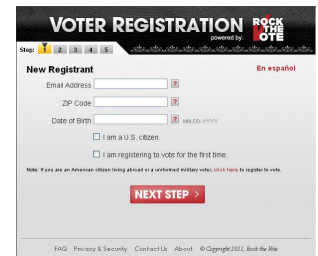 VOTER REGISTRATION
powered by:
ROCK THE VOTE
Step: 1 2 3 4 5
New Registrant
En español
Email Address ?
ZIP Code ?
Date of Birth ? MM-DD-YYYY
I am a U.S. citizen.
I am registering to vote for the first time.
Note: If you are an American citizen living abroad or a uniformed military voter, click here to register to vote.
NEXT STEP >
FAQ Privacy & Security Contact Us About © Copyright 2011, Rock the Vote